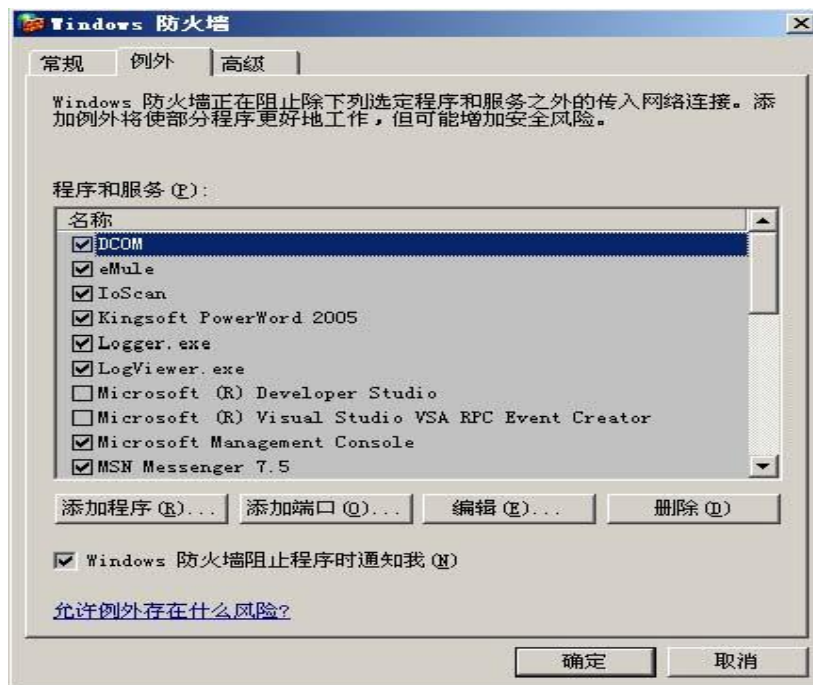 Windows 防火墙
常规 例外 高级
Windows 防火墙正在阻止除下列选定程序和服务之外的传入网络连接。添
加例外将使部分程序更好地工作，但可能增加安全风险。
程序和服务(P):
名称
DCOM
eMule
IoScan
Kingsoft PowerWord 2005
Logger.exe
LogViewer.exe
Microsoft (R) Developer Studio
Microsoft (R) Visual Studio VSA RPC Event Creator
Microsoft Management Console
MSN Messenger 7.5
添加程序(R)... 添加端口(O)... 编辑(E)... 删除(D)
Windows 防火墙阻止程序时通知我(N)
允许例外存在什么风险?
确定 取消